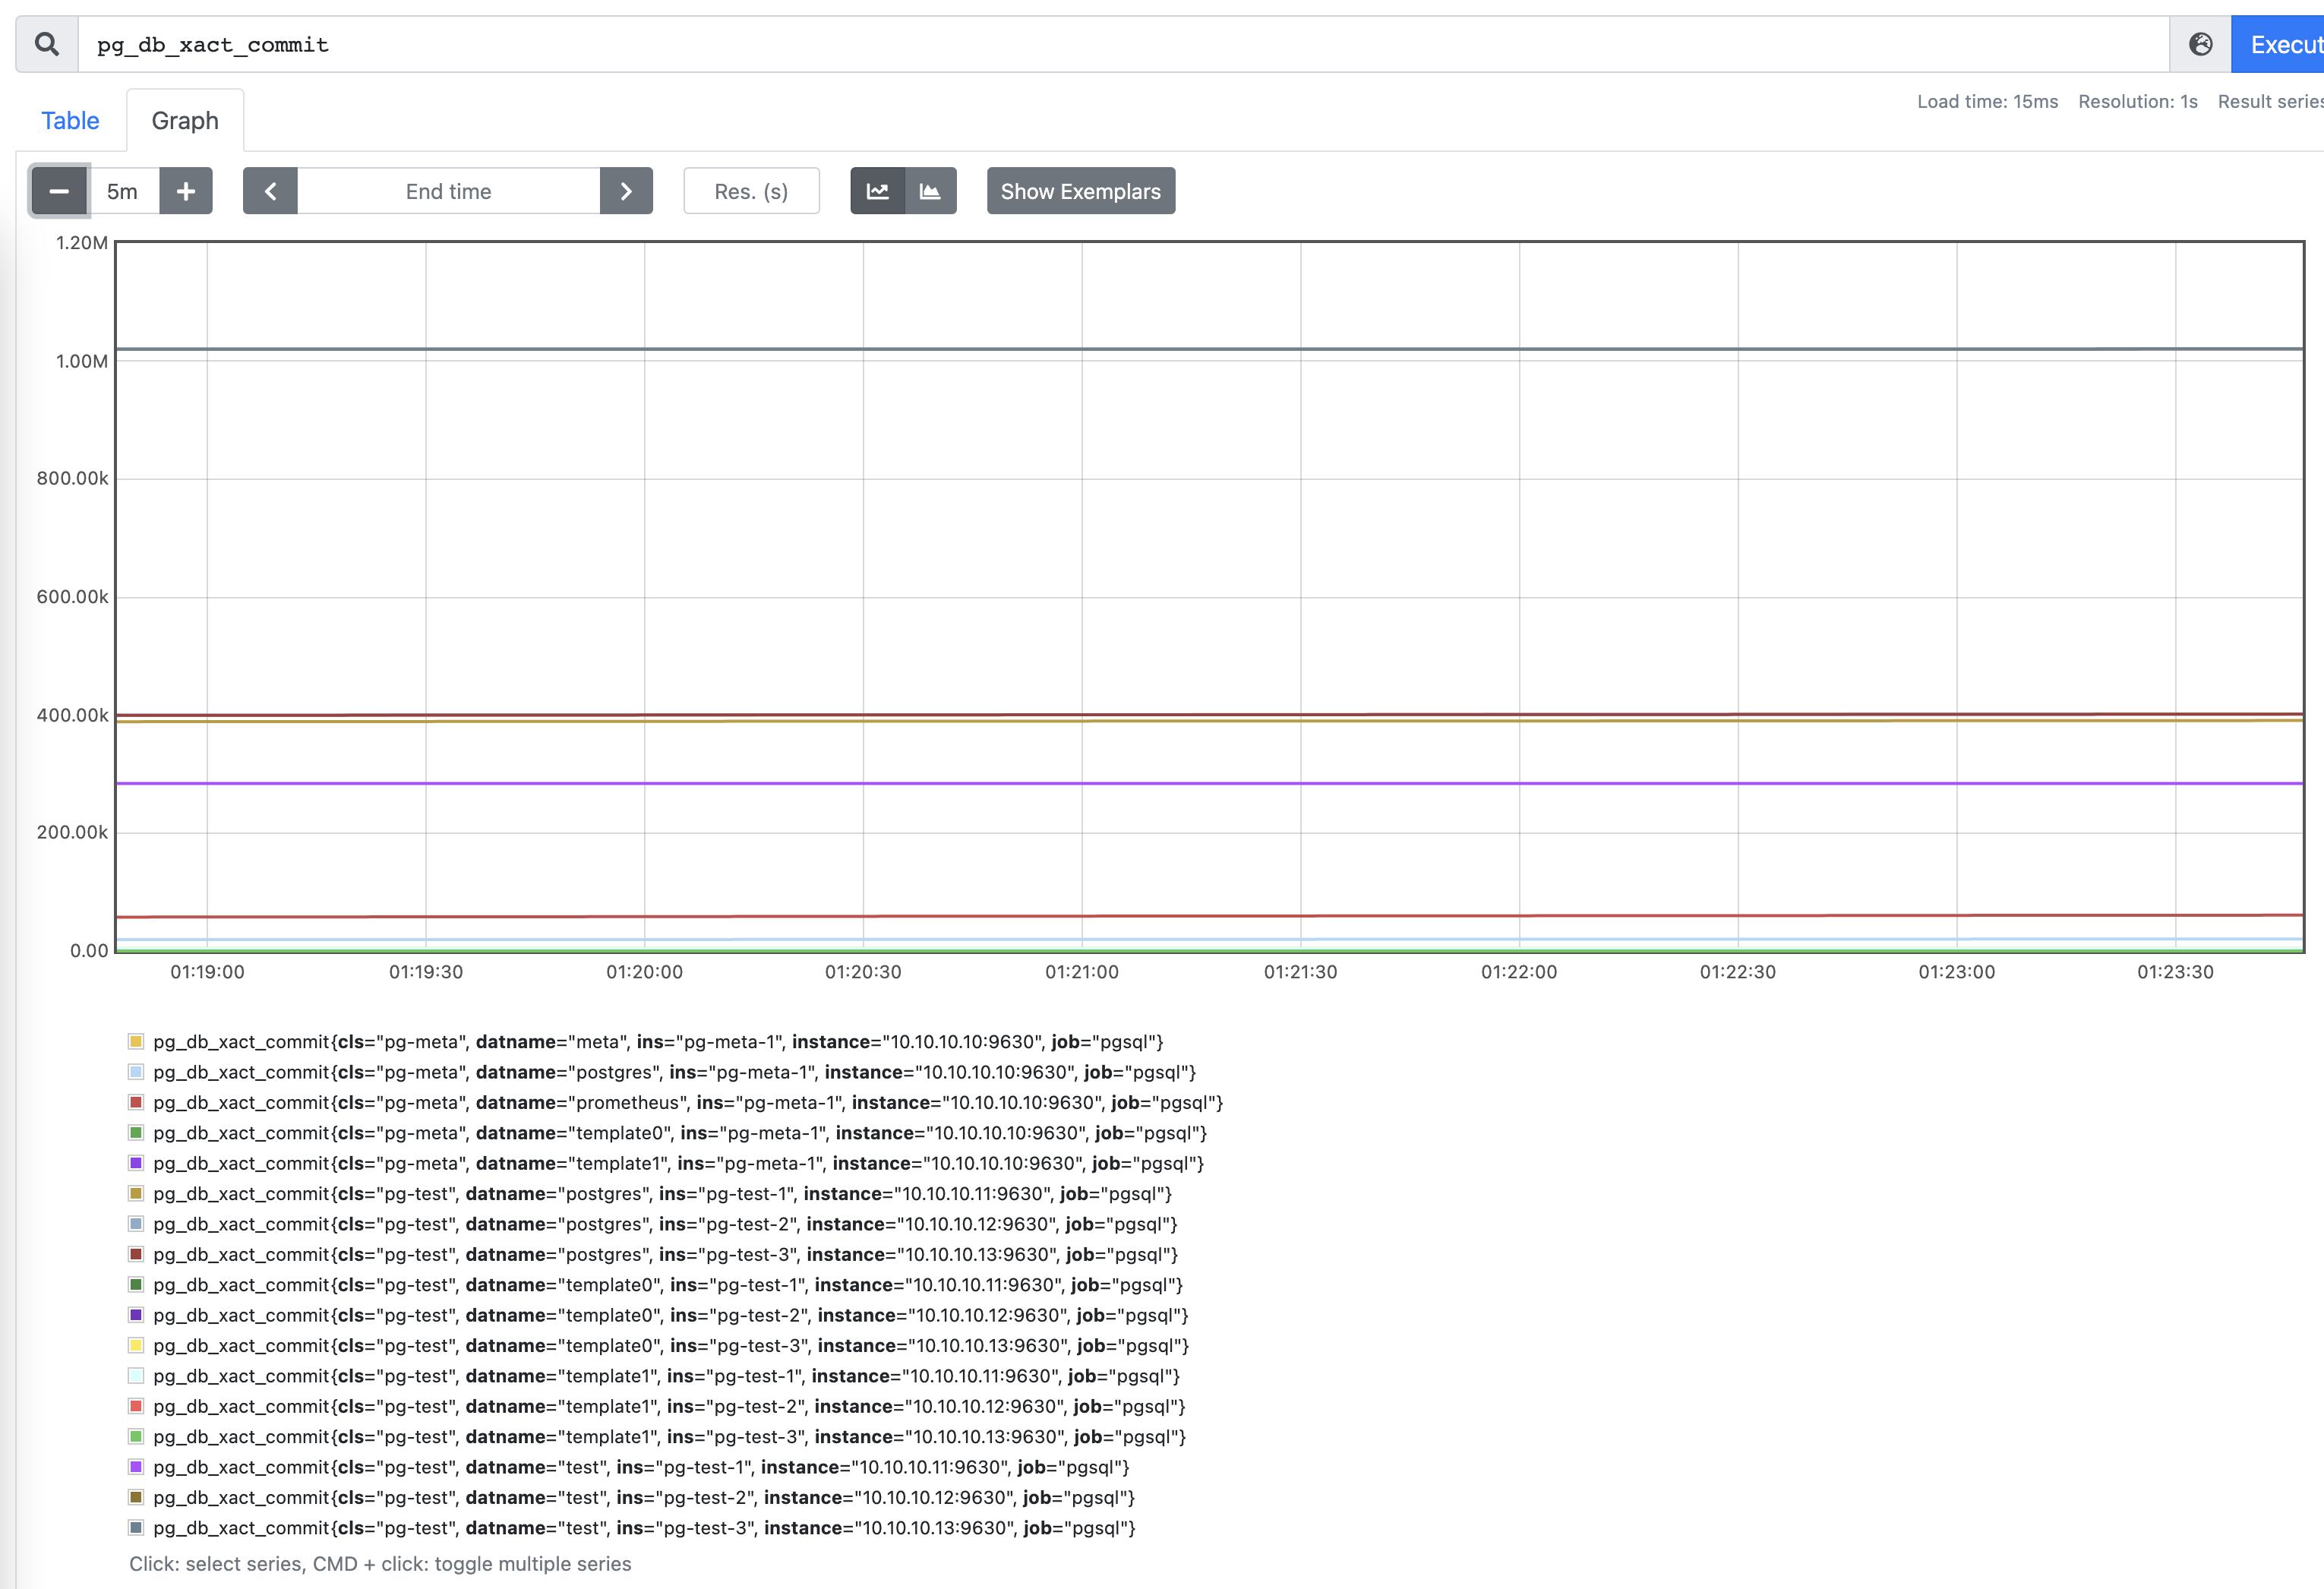 pg_db_xact_commit
Execut
Table
Graph
Load time: 15ms Resolution: 1s Result series
5m
End time
Res. (s)
Show Exemplars
1.20M
1.00M
800.00k
600.00k
400.00k
200.00k
0.00
01:19:00 01:19:30 01:20:00 01:20:30 01:21:00 01:21:30 01:22:00 01:22:30 01:23:00 01:23:30
pg_db_xact_commit{cls="pg-meta", datname="meta", ins="pg-meta-1", instance="10.10.10.10:9630", job="pgsql"}
pg_db_xact_commit{cls="pg-meta", datname="postgres", ins="pg-meta-1", instance="10.10.10.10:9630", job="pgsql"}
pg_db_xact_commit{cls="pg-meta", datname="prometheus", ins="pg-meta-1", instance="10.10.10.10:9630", job="pgsql"}
pg_db_xact_commit{cls="pg-meta", datname="template0", ins="pg-meta-1", instance="10.10.10.10:9630", job="pgsql"}
pg_db_xact_commit{cls="pg-meta", datname="template1", ins="pg-meta-1", instance="10.10.10.10:9630", job="pgsql"}
pg_db_xact_commit{cls="pg-test", datname="postgres", ins="pg-test-1", instance="10.10.10.11:9630", job="pgsql"}
pg_db_xact_commit{cls="pg-test", datname="postgres", ins="pg-test-2", instance="10.10.10.12:9630", job="pgsql"}
pg_db_xact_commit{cls="pg-test", datname="postgres", ins="pg-test-3", instance="10.10.10.13:9630", job="pgsql"}
pg_db_xact_commit{cls="pg-test", datname="template0", ins="pg-test-1", instance="10.10.10.11:9630", job="pgsql"}
pg_db_xact_commit{cls="pg-test", datname="template0", ins="pg-test-2", instance="10.10.10.12:9630", job="pgsql"}
pg_db_xact_commit{cls="pg-test", datname="template0", ins="pg-test-3", instance="10.10.10.13:9630", job="pgsql"}
pg_db_xact_commit{cls="pg-test", datname="template1", ins="pg-test-1", instance="10.10.10.11:9630", job="pgsql"}
pg_db_xact_commit{cls="pg-test", datname="template1", ins="pg-test-2", instance="10.10.10.12:9630", job="pgsql"}
pg_db_xact_commit{cls="pg-test", datname="template1", ins="pg-test-3", instance="10.10.10.13:9630", job="pgsql"}
pg_db_xact_commit{cls="pg-test", datname="test", ins="pg-test-1", instance="10.10.10.11:9630", job="pgsql"}
pg_db_xact_commit{cls="pg-test", datname="test", ins="pg-test-2", instance="10.10.10.12:9630", job="pgsql"}
pg_db_xact_commit{cls="pg-test", datname="test", ins="pg-test-3", instance="10.10.10.13:9630", job="pgsql"}
Click: select series, CMD + click: toggle multiple series